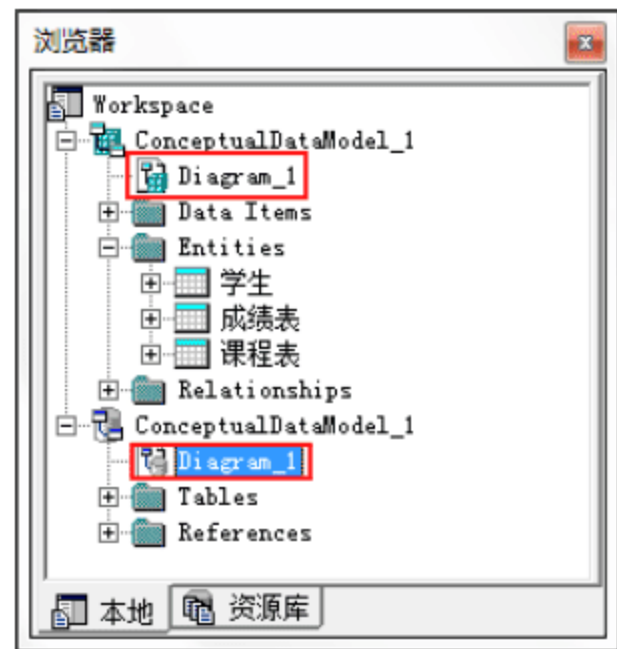 浏览器
Workspace
ConceptualDataModel_1
Diagram_1
Data Items
Entities
学生
成绩表
课程表
Relationships
ConceptualDataModel_1
Diagram_1
Tables
References
本地 资源库